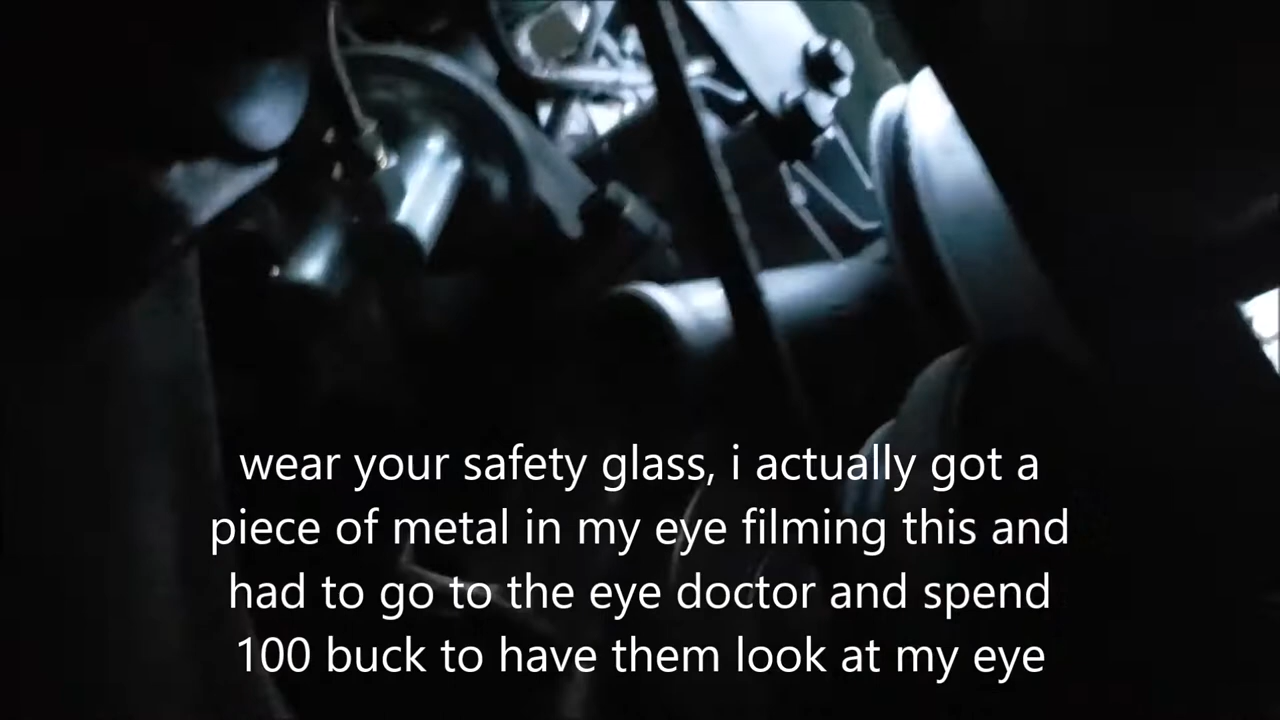 wear your safety glass, i actually got a
piece of metal in my eye filming this and
had to go to the eye doctor and spend
100 buck to have them look at my eye